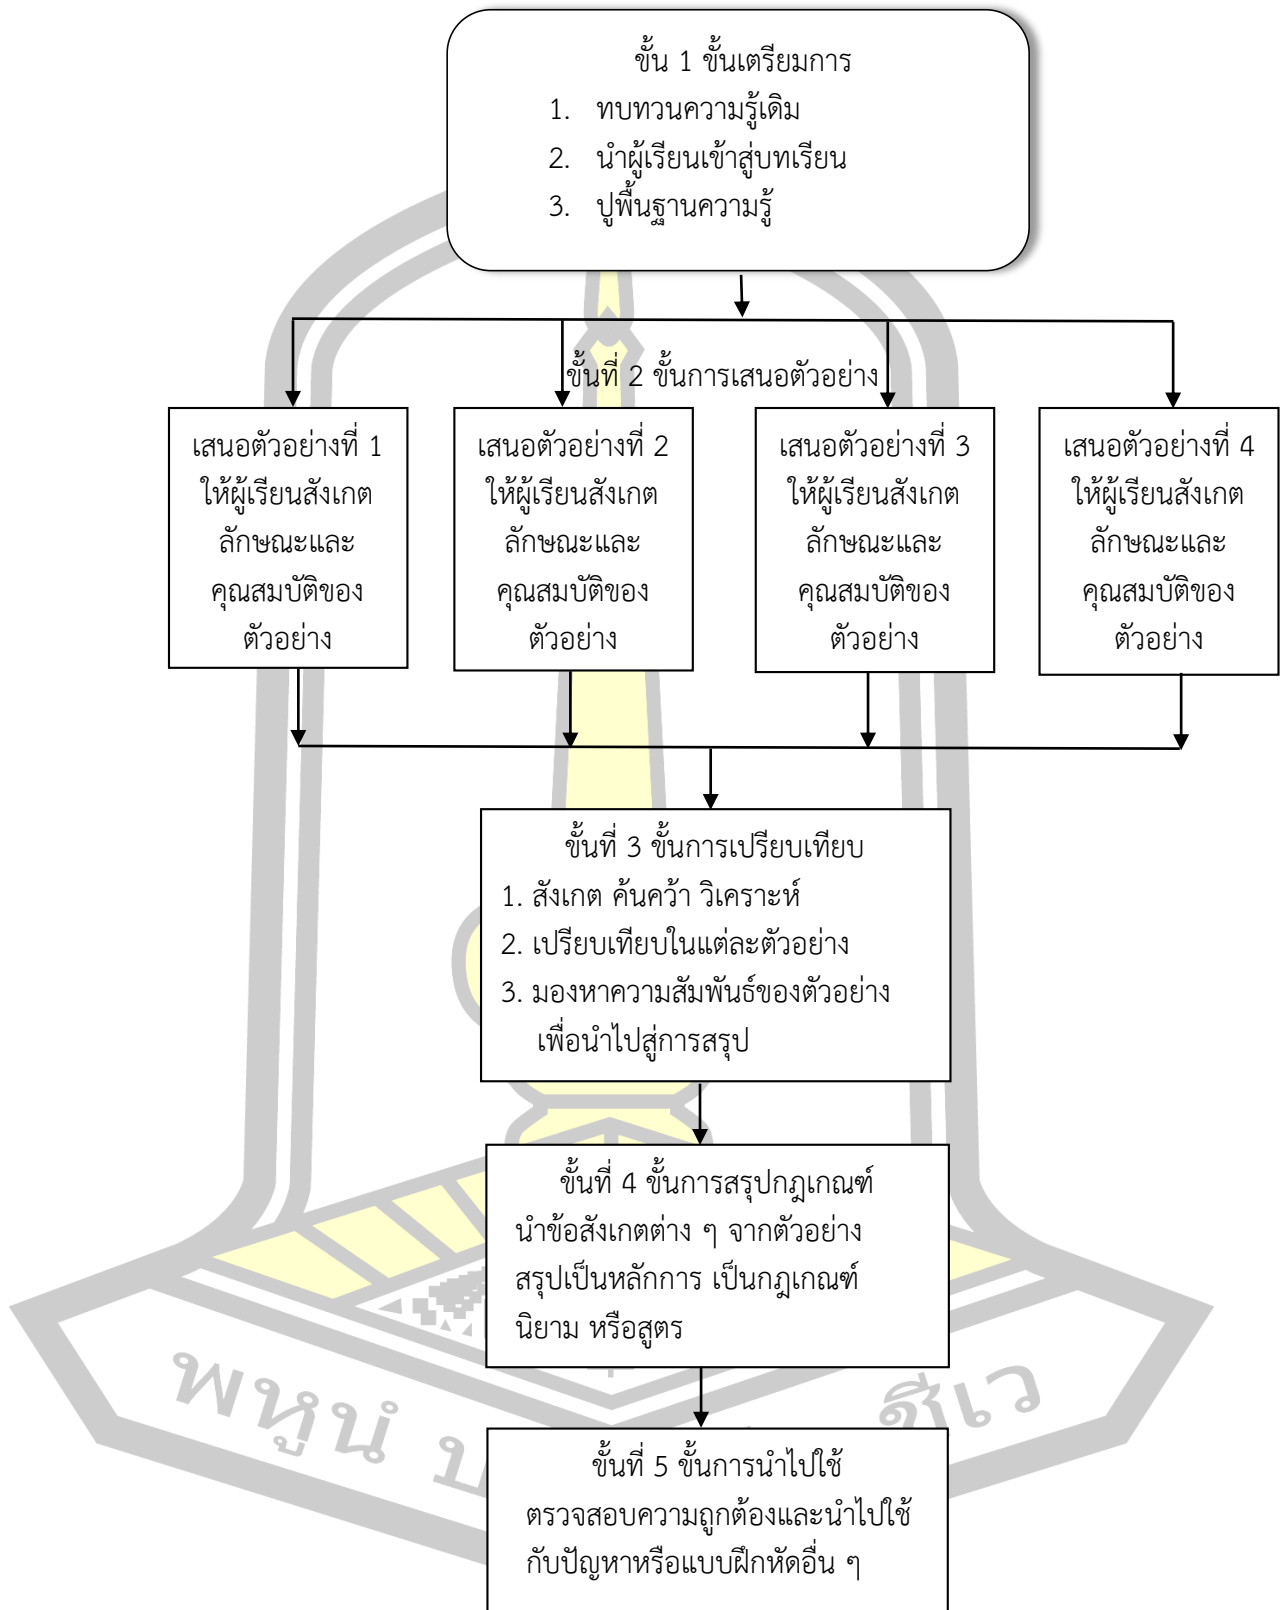 ขั้น 1 ขั้นเตรียมการ
1. ทบทวนความรู้เดิม
2. นำผู้เรียนเข้าสู่บทเรียน
3. ปูพื้นฐานความรู้
ขั้นที่ 2 ขั้นการเสนอตัวอย่าง
เสนอตัวอย่างที่ 1
ให้ผู้เรียนสังเกต
ลักษณะและ
คุณสมบัติของ
ตัวอย่าง
เสนอตัวอย่างที่ 2
ให้ผู้เรียนสังเกต
ลักษณะและ
คุณสมบัติของ
ตัวอย่าง
เสนอตัวอย่างที่ 3
ให้ผู้เรียนสังเกต
ลักษณะและ
คุณสมบัติของ
ตัวอย่าง
เสนอตัวอย่างที่ 4
ให้ผู้เรียนสังเกต
ลักษณะและ
คุณสมบัติของ
ตัวอย่าง
ขั้นที่ 3 ขั้นการเปรียบเทียบ
1. สังเกต ค้นคว้า วิเคราะห์
2. เปรียบเทียบในแต่ละตัวอย่าง
3. มองหาความสัมพันธ์ของตัวอย่าง
เพื่อนำไปสู่การสรุป
ขั้นที่ 4 ขั้นการสรุปกฎเกณฑ์
นำข้อสังเกตต่าง ๆ จากตัวอย่าง
สรุปเป็นหลักการ เป็นกฎเกณฑ์
นิยาม หรือสูตร
ขั้นที่ 5 ขั้นการนำไปใช้
ตรวจสอบความถูกต้องและนำไปใช้
กับปัญหาหรือแบบฝึกหัดอื่น ๆ
พหูนํ ชีเว